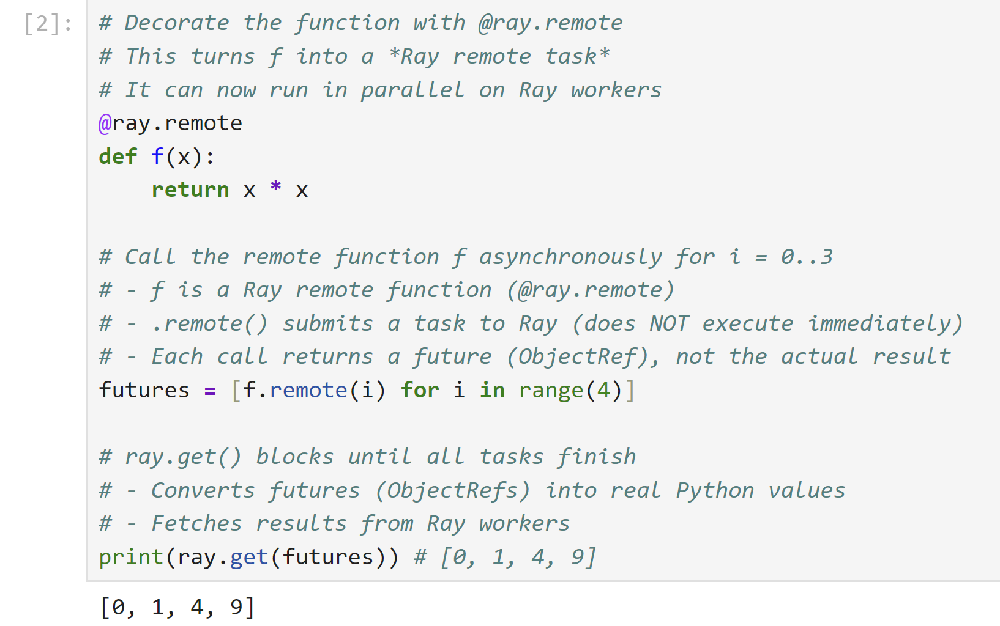 [2]:
# Decorate the function with @ray.remote
# This turns f into a *Ray remote task*
# It can now run in parallel on Ray workers
@ray.remote
def f(x):
    return x * x

# Call the remote function f asynchronously for i = 0..3
# - f is a Ray remote function (@ray.remote)
# - .remote() submits a task to Ray (does NOT execute immediately)
# - Each call returns a future (ObjectRef), not the actual result
futures = [f.remote(i) for i in range(4)]

# ray.get() blocks until all tasks finish
# - Converts futures (ObjectRefs) into real Python values
# - Fetches results from Ray workers
print(ray.get(futures)) # [0, 1, 4, 9]
[0, 1, 4, 9]